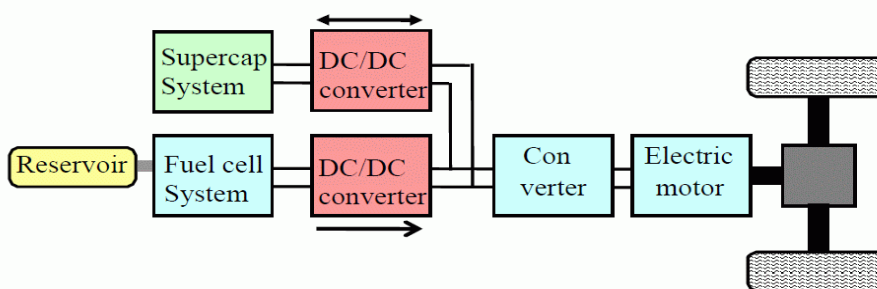 Supercap
System
DC/DC
converter
Reservoir
Fuel cell
System
DC/DC
converter
Con
verter
Electric
motor